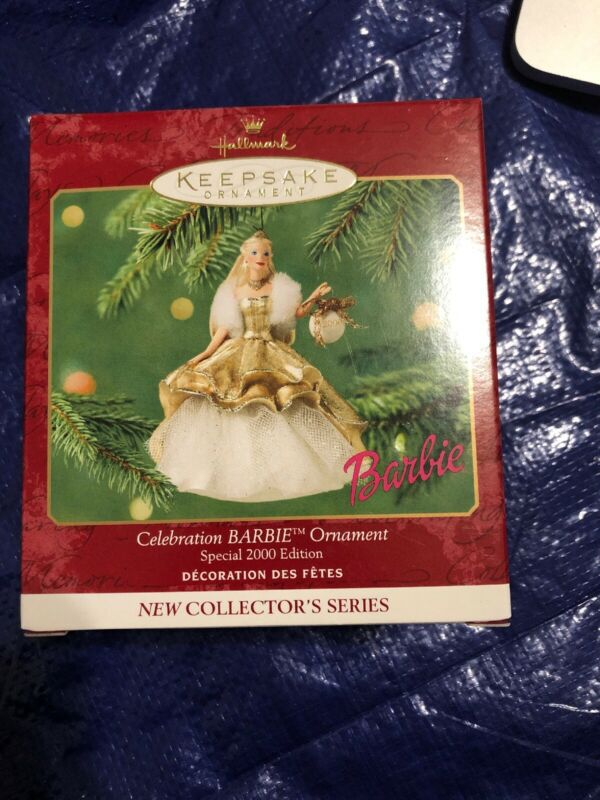 Hallmark
KEEPSAKE
ORNAMENT
Barbie
Celebration BARBIE™ Ornament
Special 2000 Edition
DÉCORATION DES FÊTES
NEW COLLECTOR'S SERIES